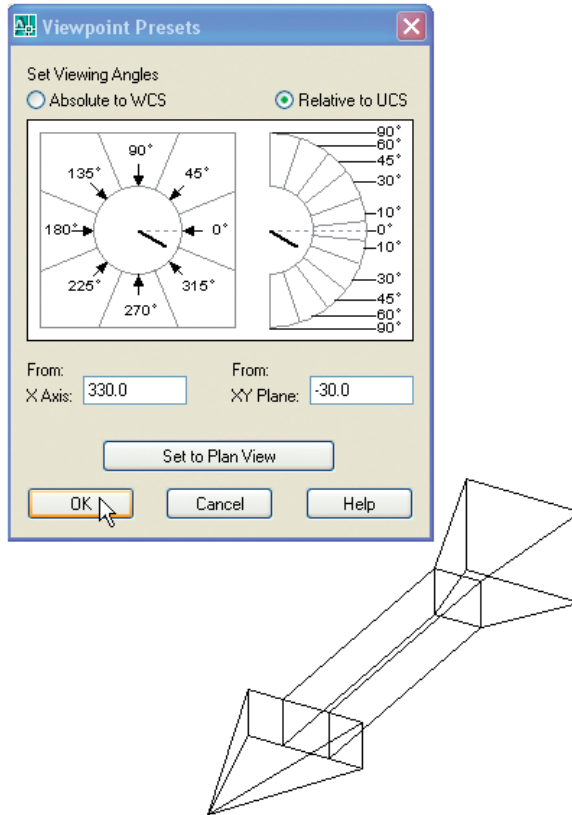 Viewpoint Presets
Set Viewing Angles
Absolute to WCS
Relative to UCS
90°
135°
45°
180°
0°
225°
315°
270°
90°
60°
45°
30°
10°
0°
10°
30°
45°
60°
90°
From:
X Axis: 330.0
From:
XY Plane: -30.0
Set to Plan View
OK
Cancel
Help